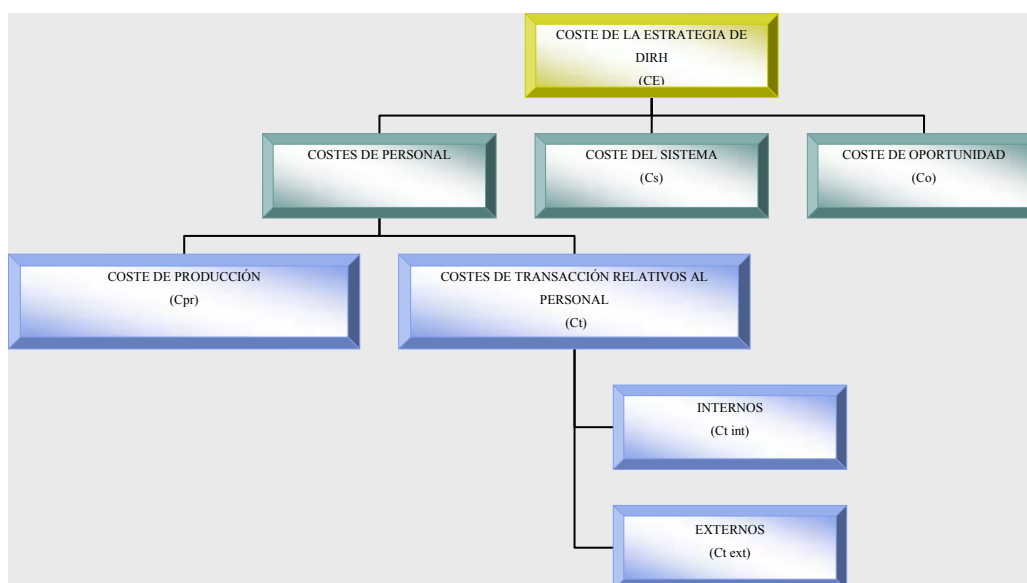 COSTE DE LA ESTRATEGIA DE
DIRH
(CE)
COSTES DE PERSONAL
COSTE DEL SISTEMA
(Cs)
COSTE DE OPORTUNIDAD
(Co)
COSTE DE PRODUCCIÓN
(Cpr)
COSTES DE TRANSACCIÓN RELATIVOS AL
PERSONAL
(Ct)
INTERNOS
(Ct int)
EXTERNOS
(Ct ext)